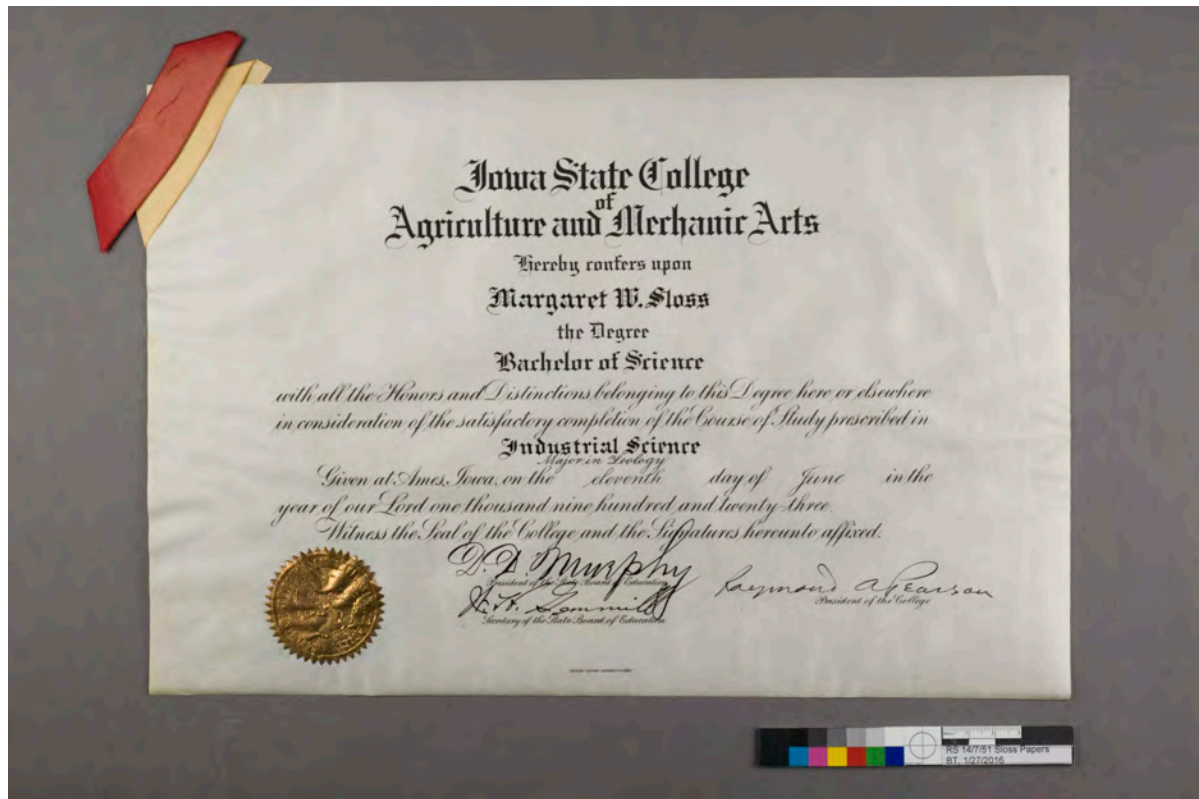 Iowa State College
of
Agriculture and Mechanic Arts
Hereby confers upon
Margaret W. Sloss
the Degree
Bachelor of Science
with all the Honors and Distinctions belonging to this Degree here or elsewhere
in consideration of the satisfactory completion of the Course of Study prescribed in
Industrial Science
Major in Zoology
Given at Ames, Iowa, on the eleventh day of June in the
year of our Lord one thousand nine hundred and twenty-three.
Witness the Seal of the College and the Signatures hereunto affixed.
D. D. Murphy
President of the State Board of Education
Raymond A Pearson
President of the College
W. H. Gemmill
Secretary of the State Board of Education
RS 14/7/51 Sloss Papers
BT, 1/27/2016